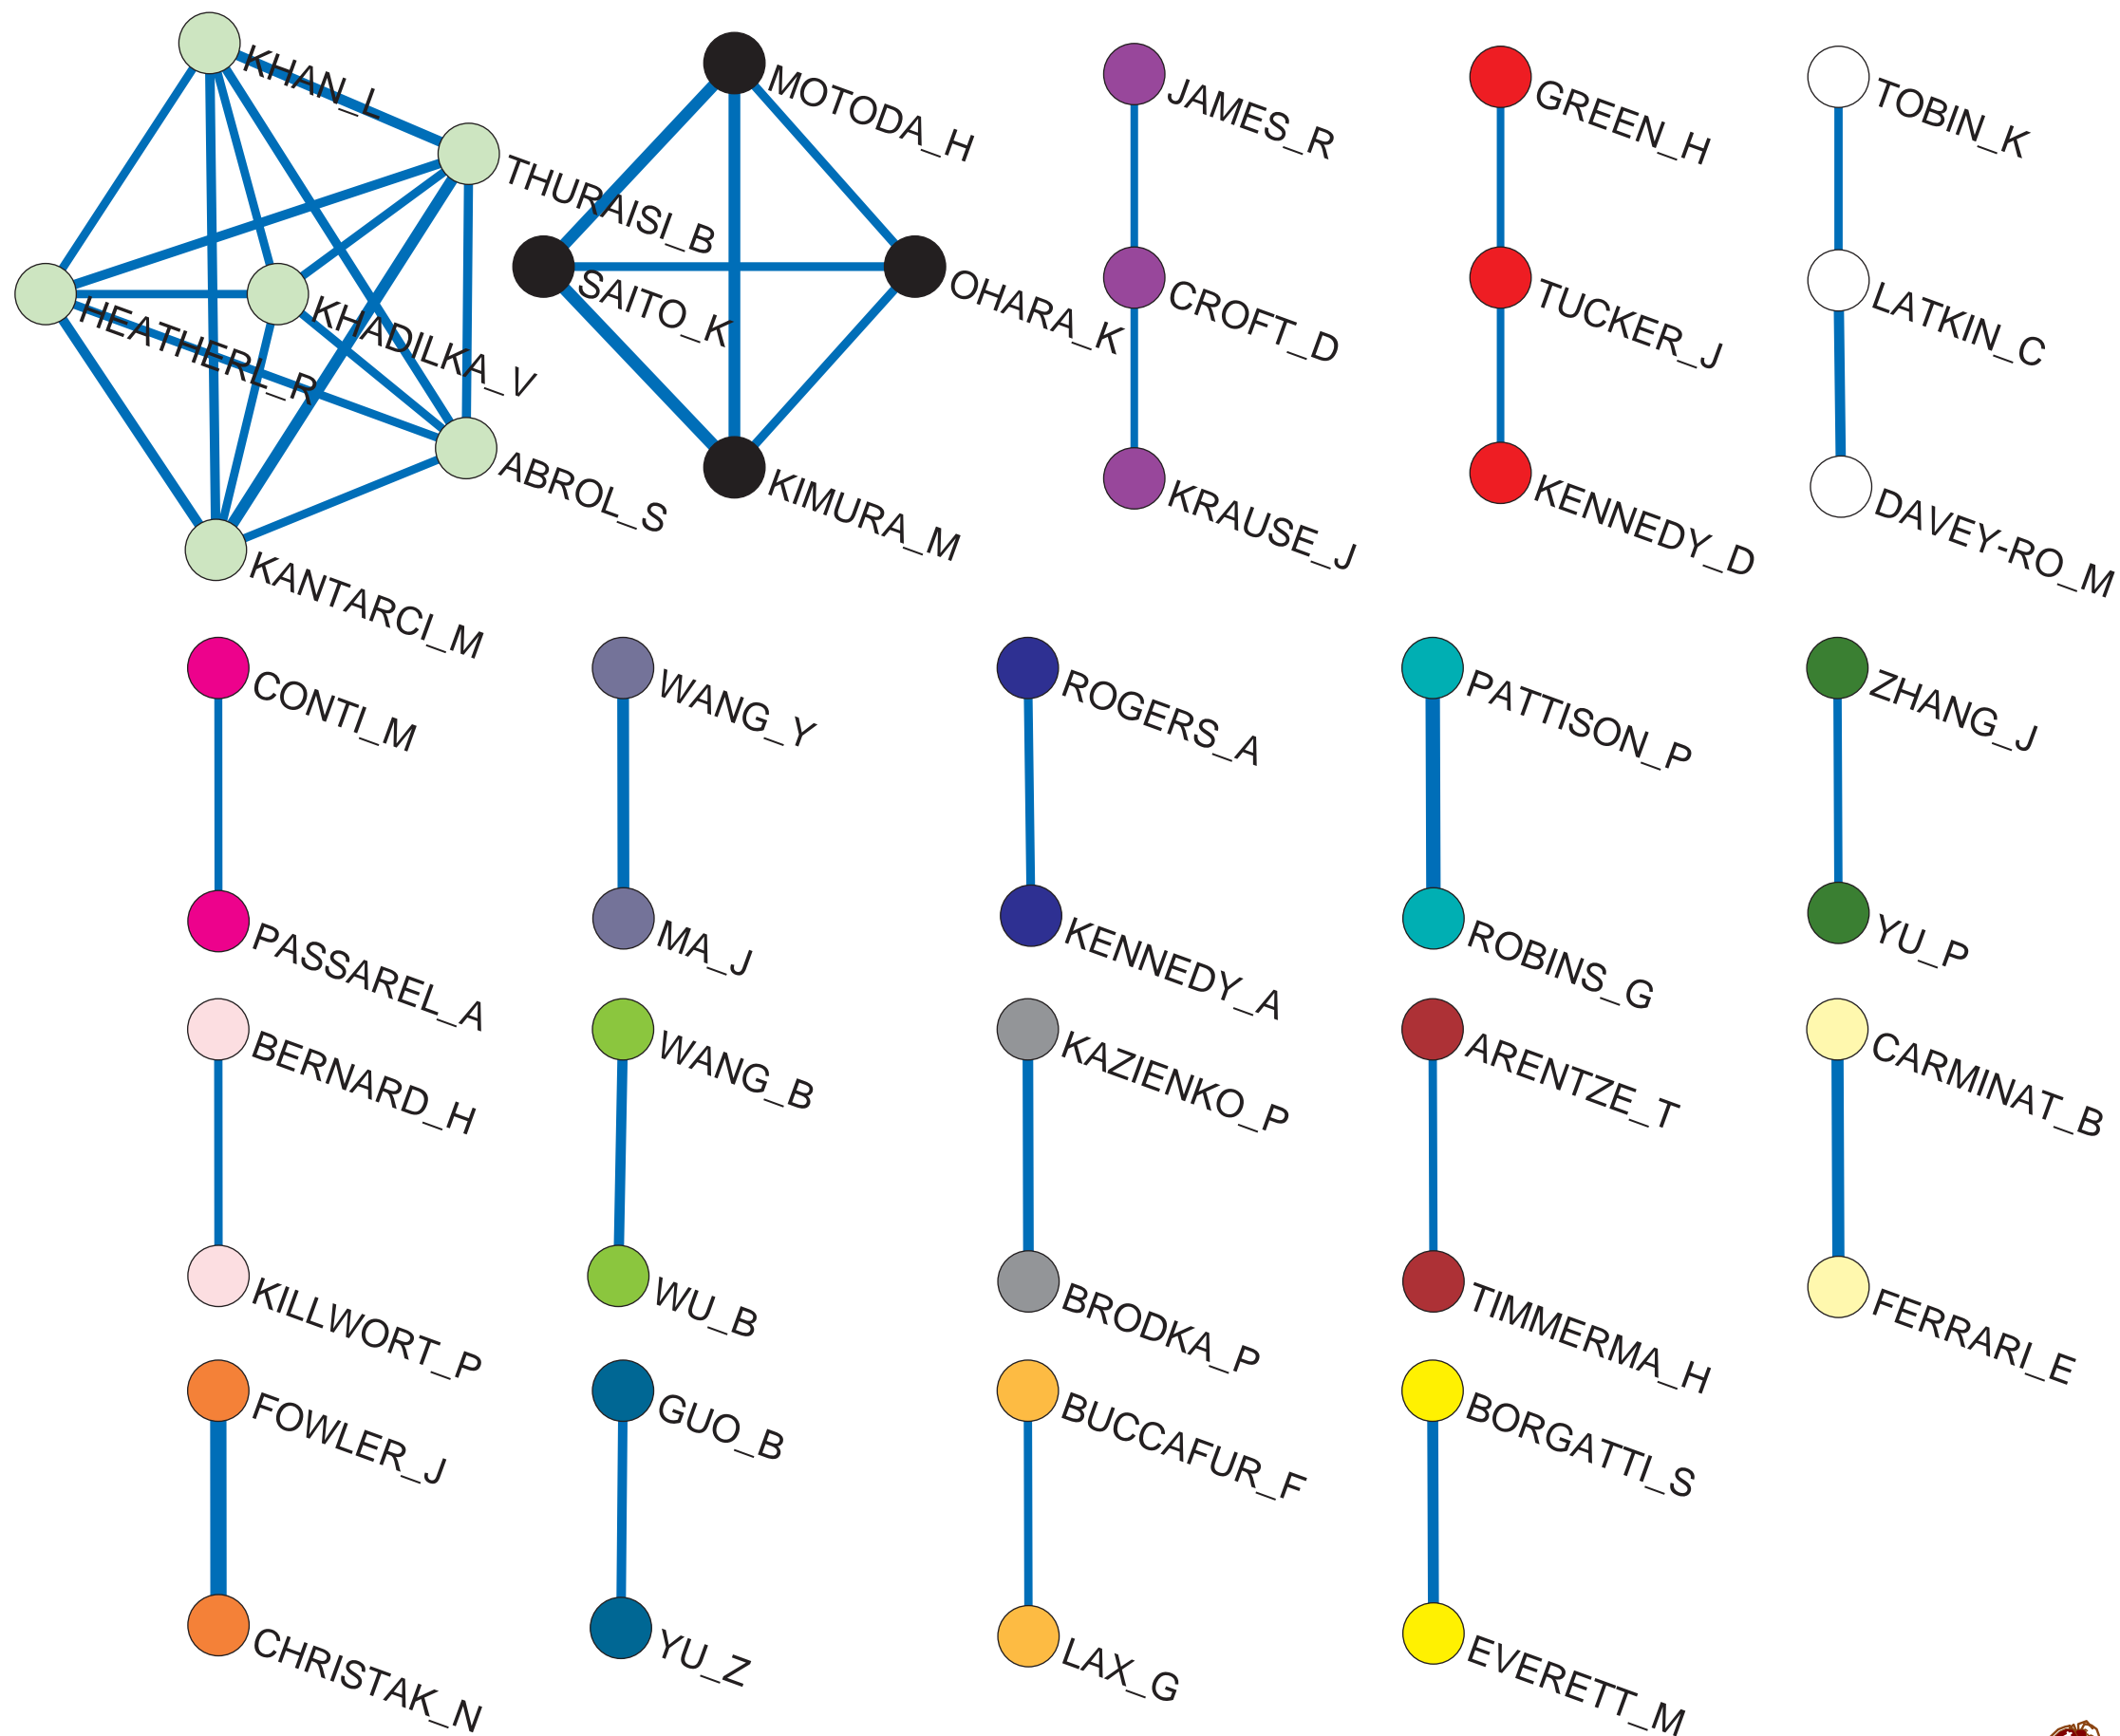 KHAN_L
MOTODA_H
JAMES_R
GREEN_H
TOBIN_K
THURAISI_B
SAITO_K
OHARA_K
CROFT_D
TUCKER_J
LATKIN_C
HEATHERL_R
KHADILKA_V
ABROL_S
KIMURA_M
KRAUSE_J
KENNEDY_D
DAVEY-RO_M
KANTARCI_M
CONTI_M
WANG_Y
ROGERS_A
PATTISON_P
ZHANG_J
PASSAREL_A
MA_J
KENNEDY_A
ROBINS_G
YU_P
BERNARD_H
WANG_B
KAZIENKO_P
ARENTZE_T
CARMINAT_B
KILLWORT_P
WU_B
BRODKA_P
TIMMERMA_H
FERRARI_E
FOWLER_J
GUO_B
BUCCAFUR_F
BORGATTI_S
CHRISTAK_N
YU_Z
LAX_G
EVERETT_M